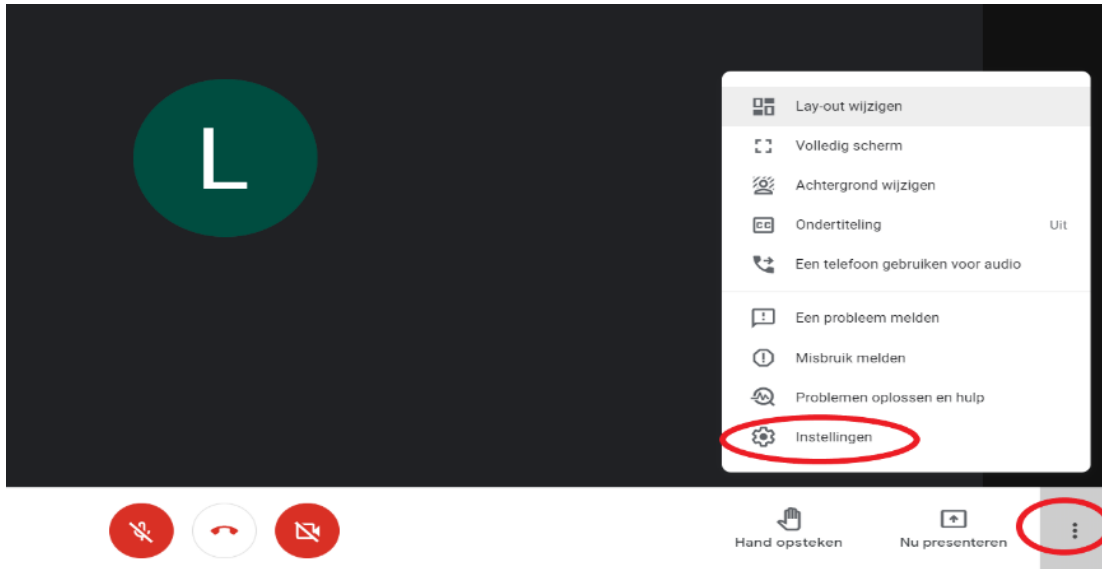 L
Lay-out wijzigen
Volledig scherm
Achtergrond wijzigen
CC Ondertiteling Uit
Een telefoon gebruiken voor audio
Een probleem melden
Misbruik melden
Problemen oplossen en hulp
Instellingen
Hand opsteken Nu presenteren